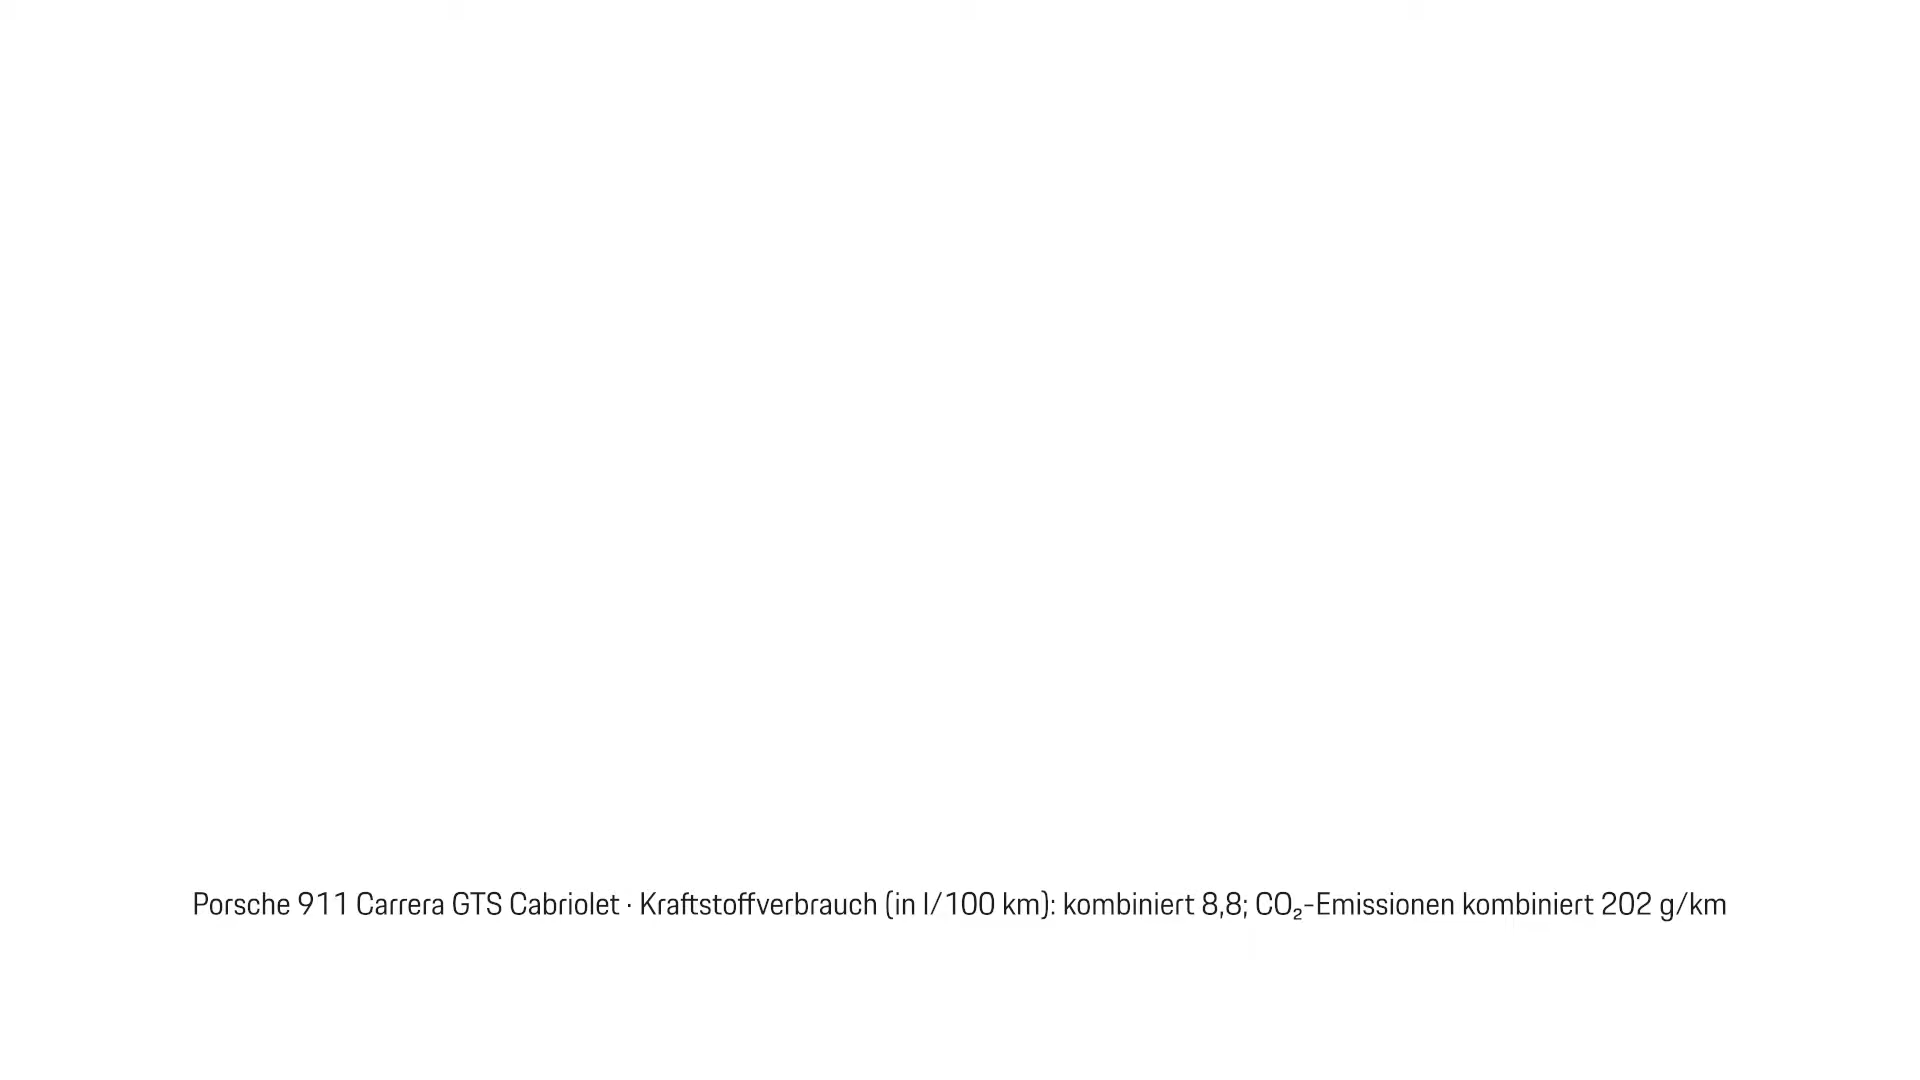 Porsche 911 Carrera GTS Cabriolet · Kraftstoffverbrauch (in l/100 km): kombiniert 8,8; CO₂-Emissionen kombiniert 202 g/km